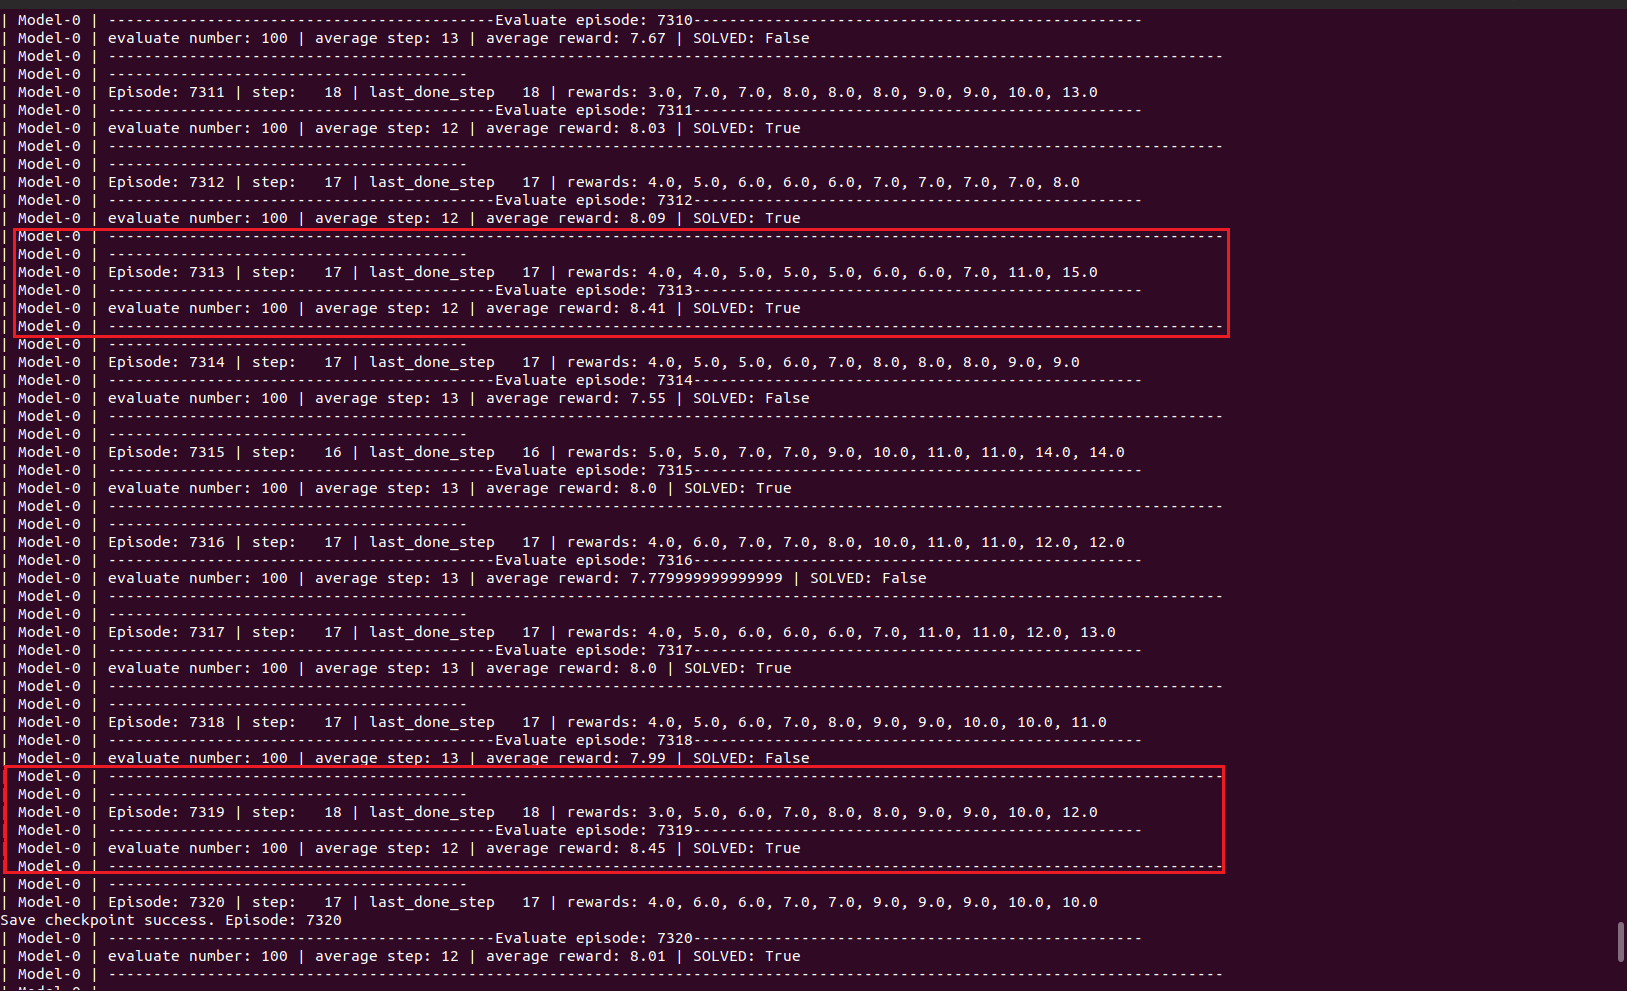 | Model-0 | -------------------------------------------Evaluate episode: 7310--------------------------------------------------
| Model-0 | evaluate number: 100 | average step: 13 | average reward: 7.67 | SOLVED: False
| Model-0 | ----------------------------------------------------------------------------------------------------------------------------
| Model-0 | ----------------------------------------
| Model-0 | Episode: 7311 | step:   18 | last_done_step   18 | rewards: 3.0, 7.0, 7.0, 8.0, 8.0, 8.0, 9.0, 9.0, 10.0, 13.0
| Model-0 | -------------------------------------------Evaluate episode: 7311--------------------------------------------------
| Model-0 | evaluate number: 100 | average step: 12 | average reward: 8.03 | SOLVED: True
| Model-0 | ----------------------------------------------------------------------------------------------------------------------------
| Model-0 | ----------------------------------------
| Model-0 | Episode: 7312 | step:   17 | last_done_step   17 | rewards: 4.0, 5.0, 6.0, 6.0, 6.0, 7.0, 7.0, 7.0, 7.0, 8.0
| Model-0 | -------------------------------------------Evaluate episode: 7312--------------------------------------------------
| Model-0 | evaluate number: 100 | average step: 12 | average reward: 8.09 | SOLVED: True
| Model-0 | ----------------------------------------------------------------------------------------------------------------------------
| Model-0 | ----------------------------------------
| Model-0 | Episode: 7313 | step:   17 | last_done_step   17 | rewards: 4.0, 4.0, 5.0, 5.0, 5.0, 6.0, 6.0, 7.0, 11.0, 15.0
| Model-0 | -------------------------------------------Evaluate episode: 7313--------------------------------------------------
| Model-0 | evaluate number: 100 | average step: 12 | average reward: 8.41 | SOLVED: True
| Model-0 | ----------------------------------------------------------------------------------------------------------------------------
| Model-0 | ----------------------------------------
| Model-0 | Episode: 7314 | step:   17 | last_done_step   17 | rewards: 4.0, 5.0, 5.0, 6.0, 7.0, 8.0, 8.0, 8.0, 9.0, 9.0
| Model-0 | -------------------------------------------Evaluate episode: 7314--------------------------------------------------
| Model-0 | evaluate number: 100 | average step: 13 | average reward: 7.55 | SOLVED: False
| Model-0 | ----------------------------------------------------------------------------------------------------------------------------
| Model-0 | ----------------------------------------
| Model-0 | Episode: 7315 | step:   16 | last_done_step   16 | rewards: 5.0, 5.0, 7.0, 7.0, 9.0, 10.0, 11.0, 11.0, 14.0, 14.0
| Model-0 | -------------------------------------------Evaluate episode: 7315--------------------------------------------------
| Model-0 | evaluate number: 100 | average step: 13 | average reward: 8.0 | SOLVED: True
| Model-0 | ----------------------------------------------------------------------------------------------------------------------------
| Model-0 | ----------------------------------------
| Model-0 | Episode: 7316 | step:   17 | last_done_step   17 | rewards: 4.0, 6.0, 7.0, 7.0, 8.0, 10.0, 11.0, 11.0, 12.0, 12.0
| Model-0 | -------------------------------------------Evaluate episode: 7316--------------------------------------------------
| Model-0 | evaluate number: 100 | average step: 13 | average reward: 7.779999999999999 | SOLVED: False
| Model-0 | ----------------------------------------------------------------------------------------------------------------------------
| Model-0 | ----------------------------------------
| Model-0 | Episode: 7317 | step:   17 | last_done_step   17 | rewards: 4.0, 5.0, 6.0, 6.0, 6.0, 7.0, 11.0, 11.0, 12.0, 13.0
| Model-0 | -------------------------------------------Evaluate episode: 7317--------------------------------------------------
| Model-0 | evaluate number: 100 | average step: 13 | average reward: 8.0 | SOLVED: True
| Model-0 | ----------------------------------------------------------------------------------------------------------------------------
| Model-0 | ----------------------------------------
| Model-0 | Episode: 7318 | step:   17 | last_done_step   17 | rewards: 4.0, 5.0, 6.0, 7.0, 8.0, 9.0, 9.0, 10.0, 10.0, 11.0
| Model-0 | -------------------------------------------Evaluate episode: 7318--------------------------------------------------
| Model-0 | evaluate number: 100 | average step: 13 | average reward: 7.99 | SOLVED: False
| Model-0 | ----------------------------------------------------------------------------------------------------------------------------
| Model-0 | ----------------------------------------
| Model-0 | Episode: 7319 | step:   18 | last_done_step   18 | rewards: 3.0, 5.0, 6.0, 7.0, 8.0, 8.0, 9.0, 9.0, 10.0, 12.0
| Model-0 | -------------------------------------------Evaluate episode: 7319--------------------------------------------------
| Model-0 | evaluate number: 100 | average step: 12 | average reward: 8.45 | SOLVED: True
| Model-0 | ----------------------------------------------------------------------------------------------------------------------------
| Model-0 | ----------------------------------------
| Model-0 | Episode: 7320 | step:   17 | last_done_step   17 | rewards: 4.0, 6.0, 6.0, 7.0, 7.0, 9.0, 9.0, 9.0, 10.0, 10.0
Save checkpoint success. Episode: 7320
| Model-0 | -------------------------------------------Evaluate episode: 7320--------------------------------------------------
| Model-0 | evaluate number: 100 | average step: 12 | average reward: 8.01 | SOLVED: True
| Model-0 | ----------------------------------------------------------------------------------------------------------------------------
| Model-0 |